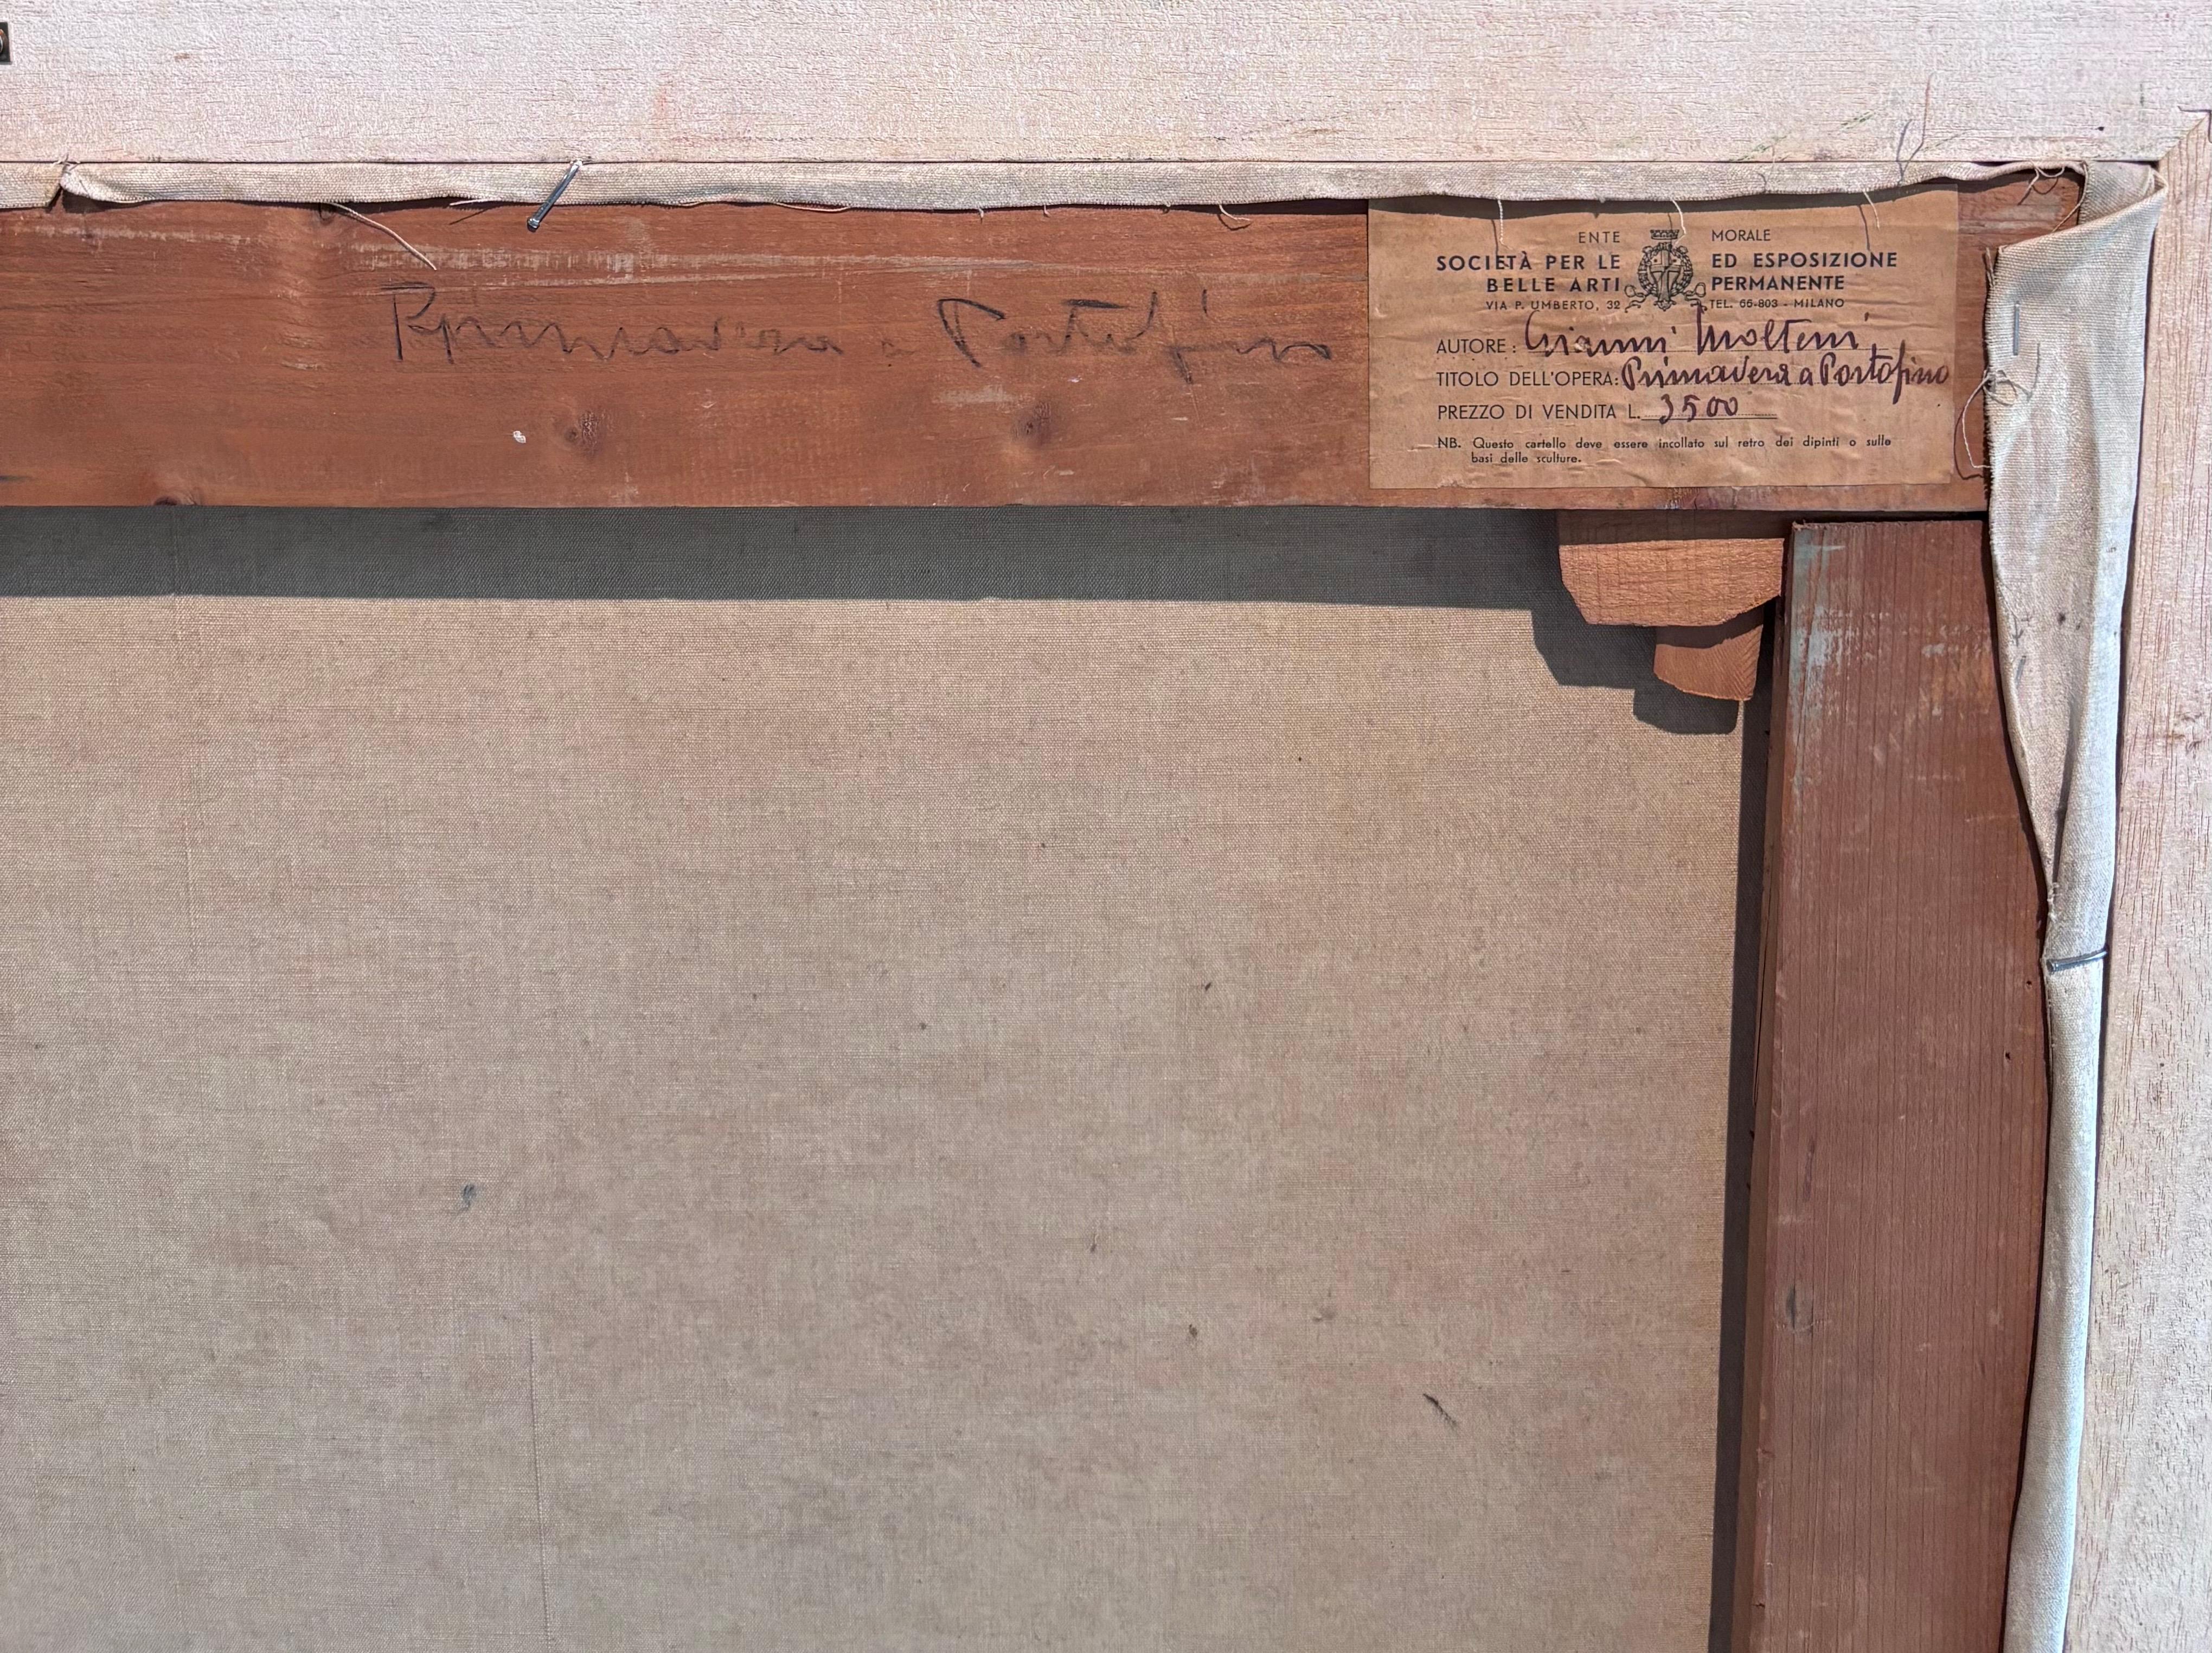 Primavera a Portofino
ENTE MORALE
SOCIETÀ PER LE ED ESPOSIZIONE
BELLE ARTI PERMANENTE
VIA P. UMBERTO, 32 TEL. 66-803 - MILANO
AUTORE: Gianni Molteni
TITOLO DELL'OPERA: Primavera a Portofino
PREZZO DI VENDITA L. 3500
NB. Questo cartello deve essere incollato sul retro dei dipinti o sulle
basi delle sculture.